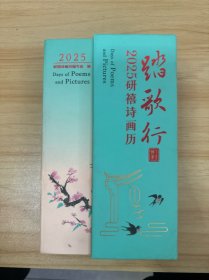 2025
Days of Poems
and Pictures
踏歌行
2025研禧诗画历
Days of Poems
and Pictures